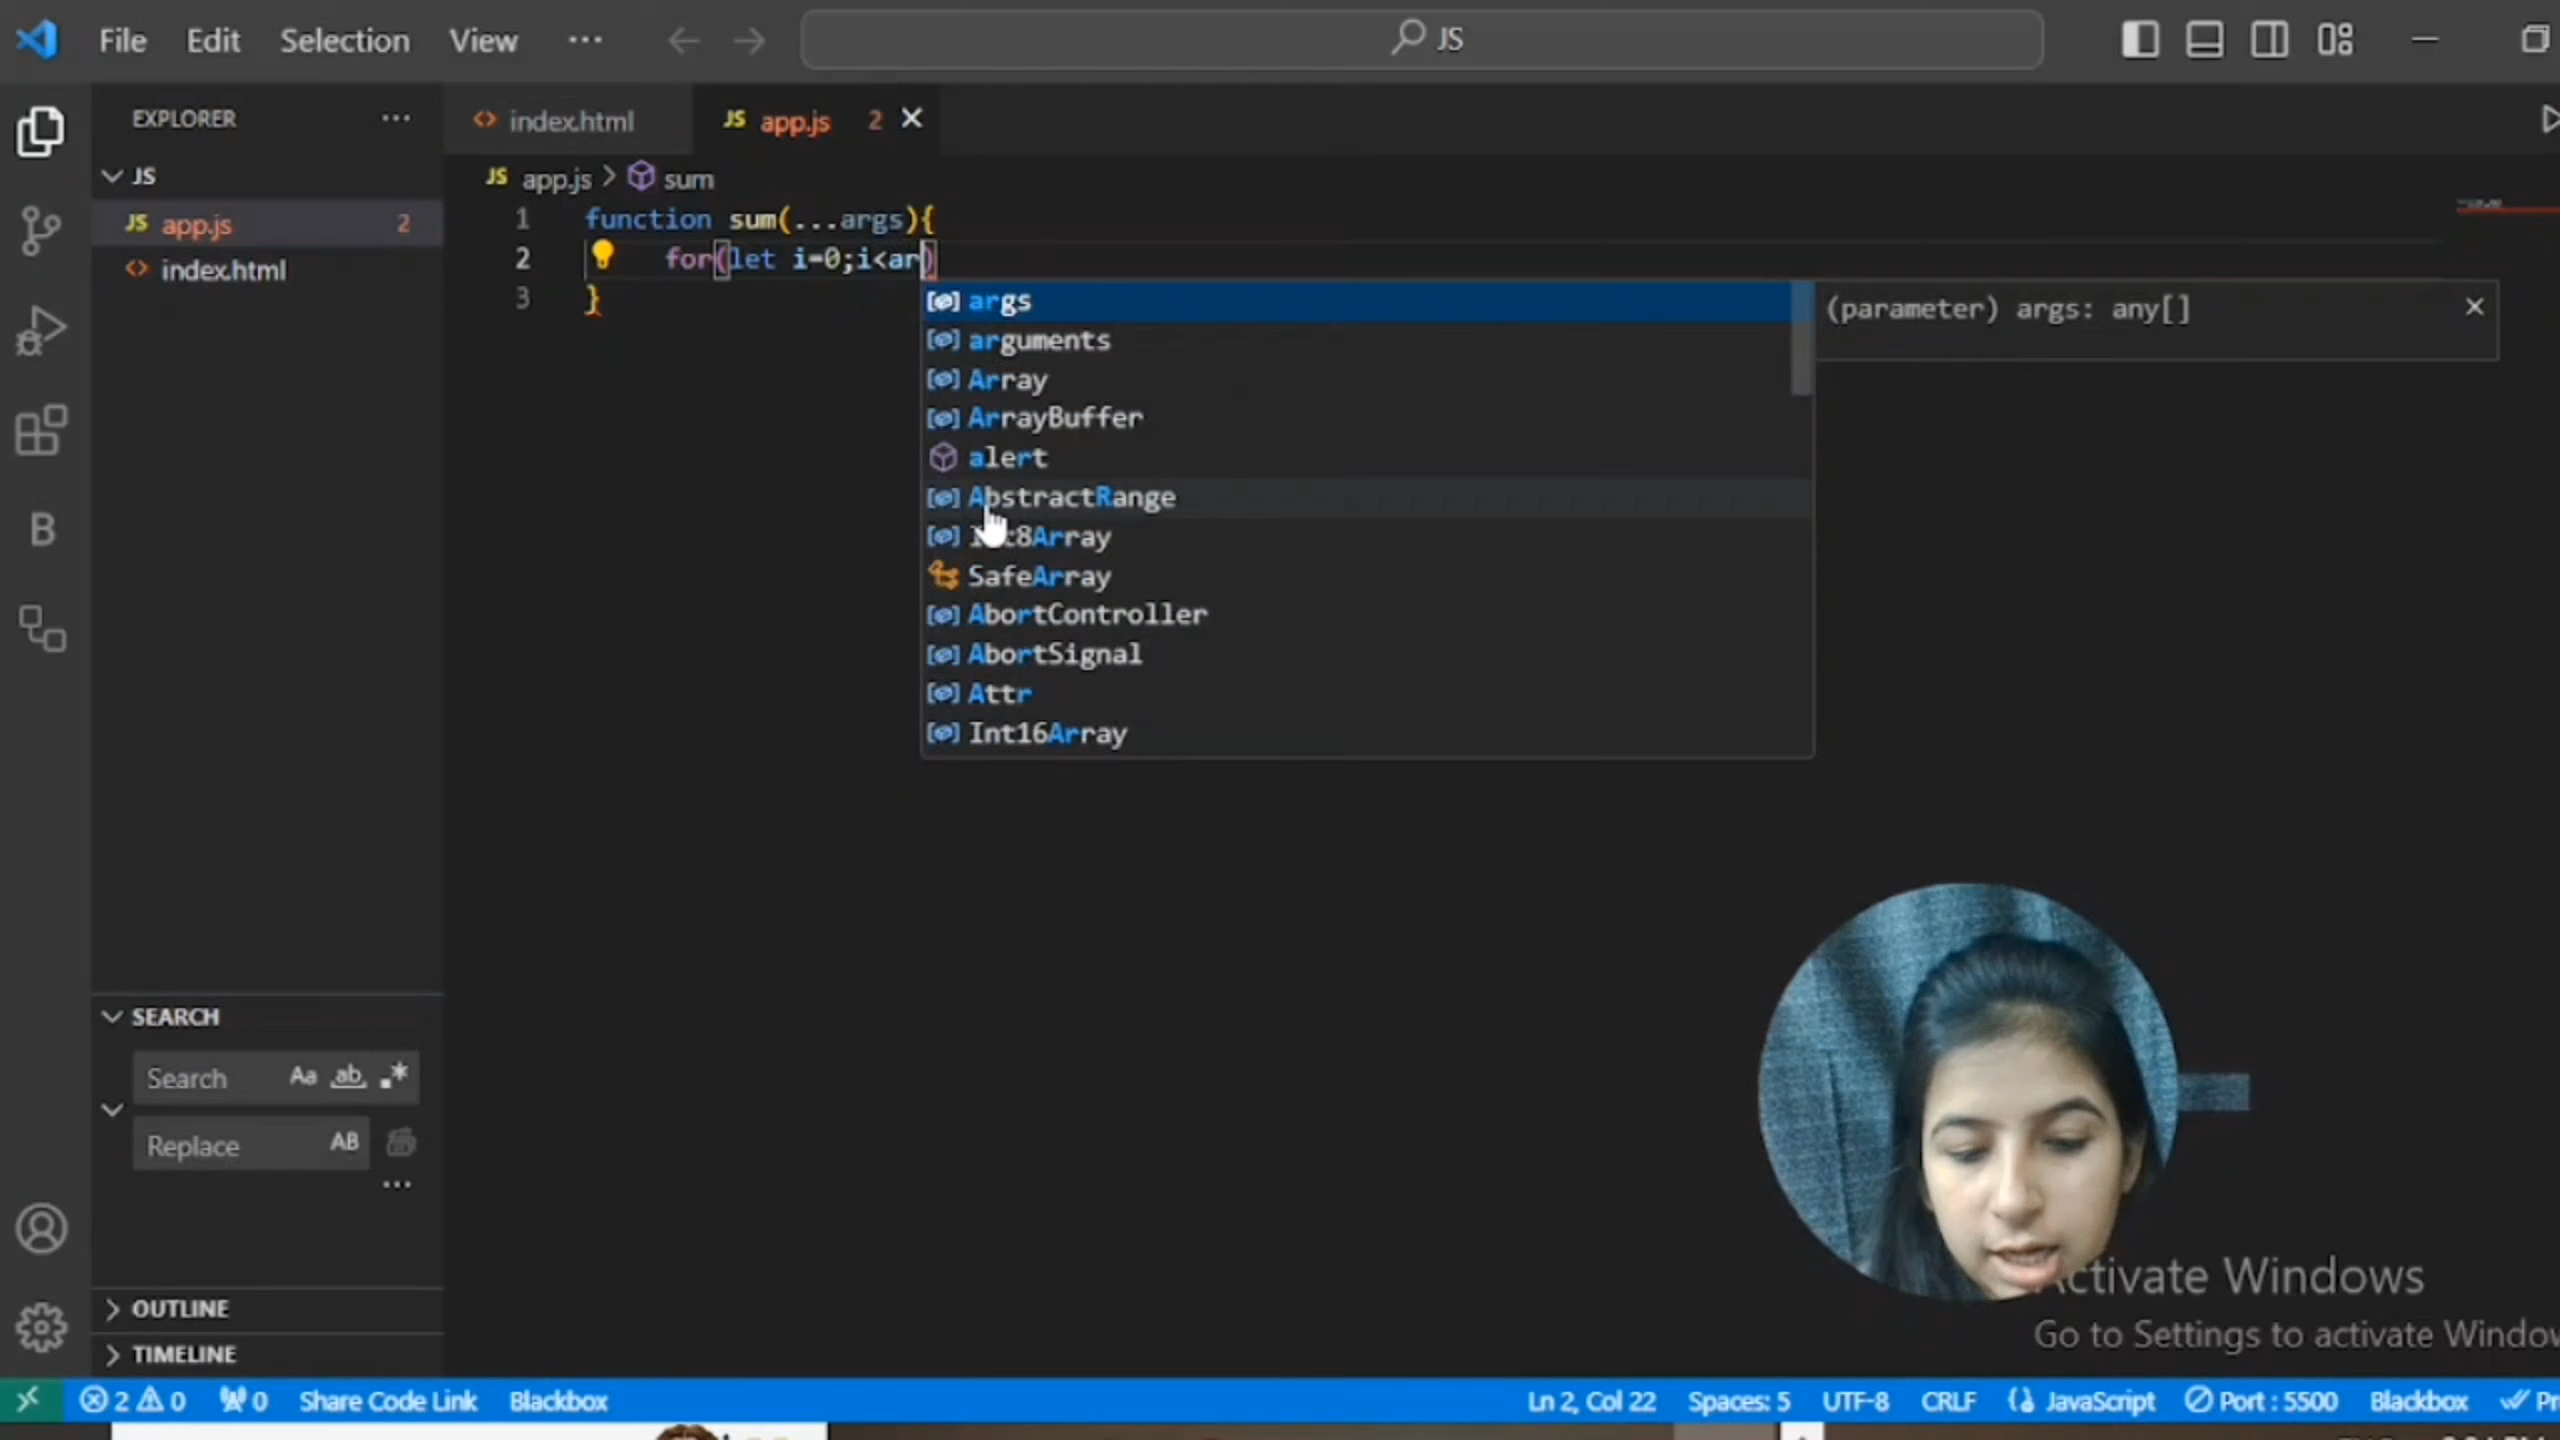 File Edit Selection View ... JS
EXPLORER ...
JS
JS app.js 2
index.html
index.html JS app.js 2
JS app.js > sum
1 function sum(...args){
2 for(let i=0;i<ar)
3 }
args
arguments
Array
ArrayBuffer
alert
AbstractRange
Int8Array
SafeArray
AbortController
AbortSignal
Attr
Int16Array
(parameter) args: any[]
SEARCH
Search Aa ab .*
Replace AB
...
OUTLINE
TIMELINE
Activate Windows
Go to Settings to activate Window
2 0 0 Share Code Link Blackbox Ln 2, Col 22 Spaces: 5 UTF-8 CRLF JavaScript Port : 5500 Blackbox